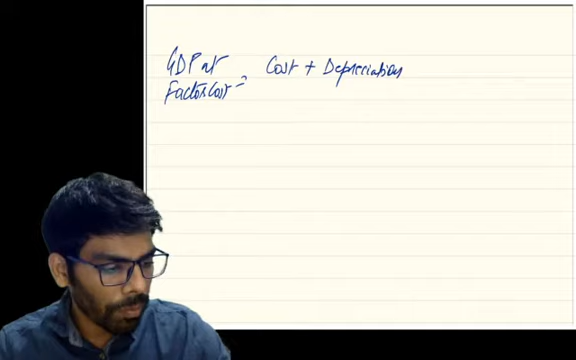 GDP at Cost + Depreciation
Factor Cost =